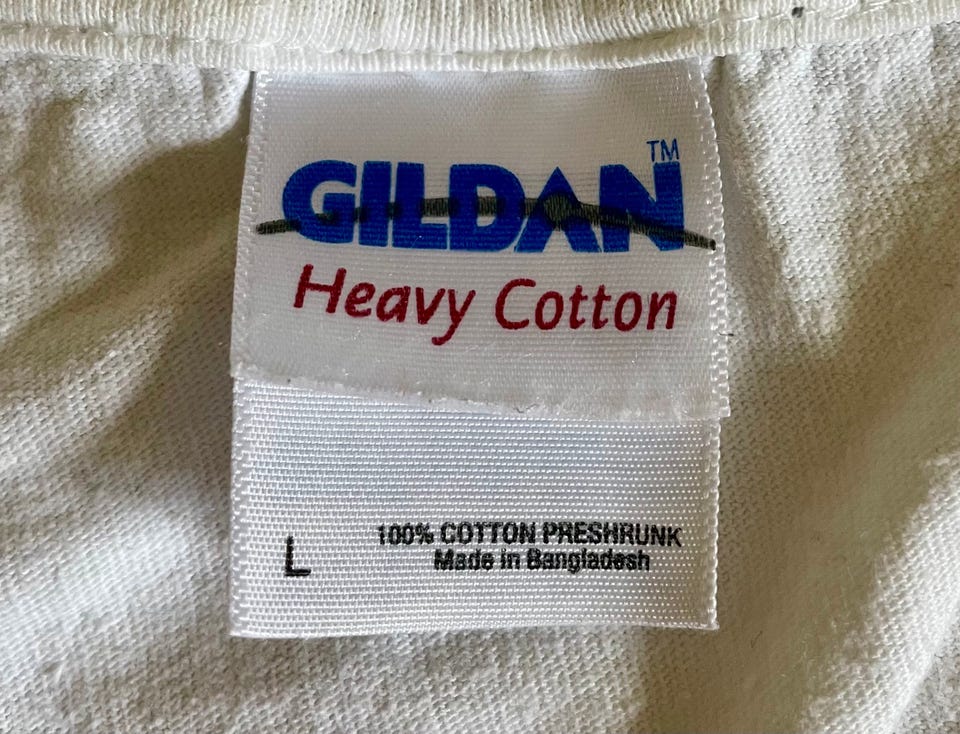 GILDAN™
Heavy Cotton
L
100% COTTON PRESHRUNK
Made in Bangladesh